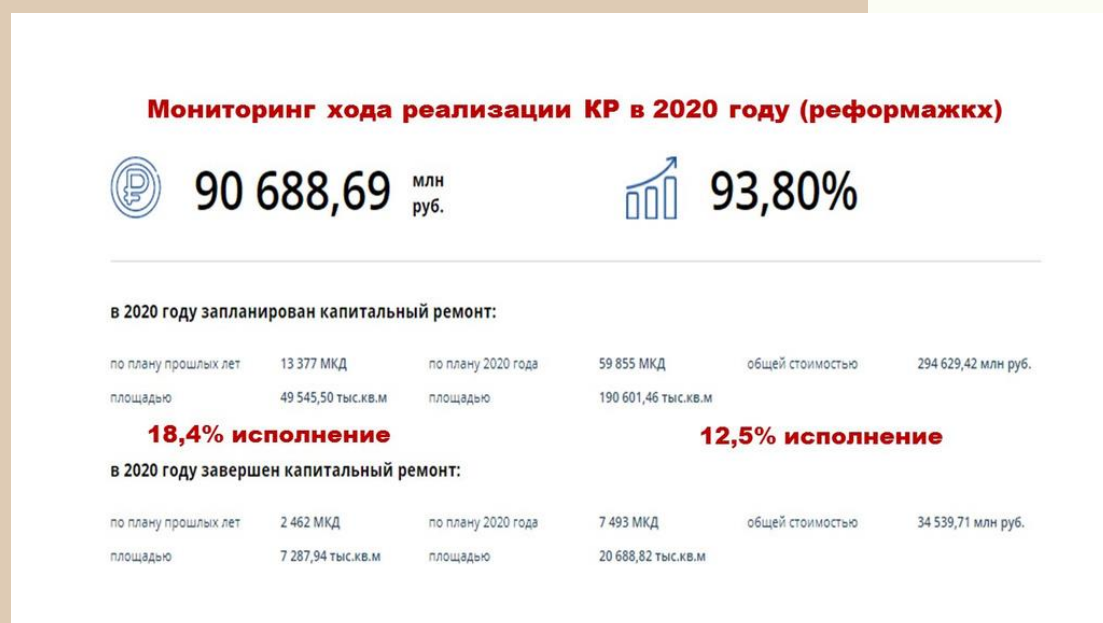 Мониторинг хода реализации КР в 2020 году (реформажкх)
90 688,69 млн руб. 93,80%
в 2020 году запланирован капитальный ремонт:
по плану прошлых лет 13 377 МКД по плану 2020 года 59 855 МКД общей стоимостью 294 629,42 млн руб.
площадью 49 545,50 тыс.кв.м площадью 190 601,46 тыс.кв.м
18,4% исполнение 12,5% исполнение
в 2020 году завершен капитальный ремонт:
по плану прошлых лет 2 462 МКД по плану 2020 года 7 493 МКД общей стоимостью 34 539,71 млн руб.
площадью 7 287,94 тыс.кв.м площадью 20 688,82 тыс.кв.м